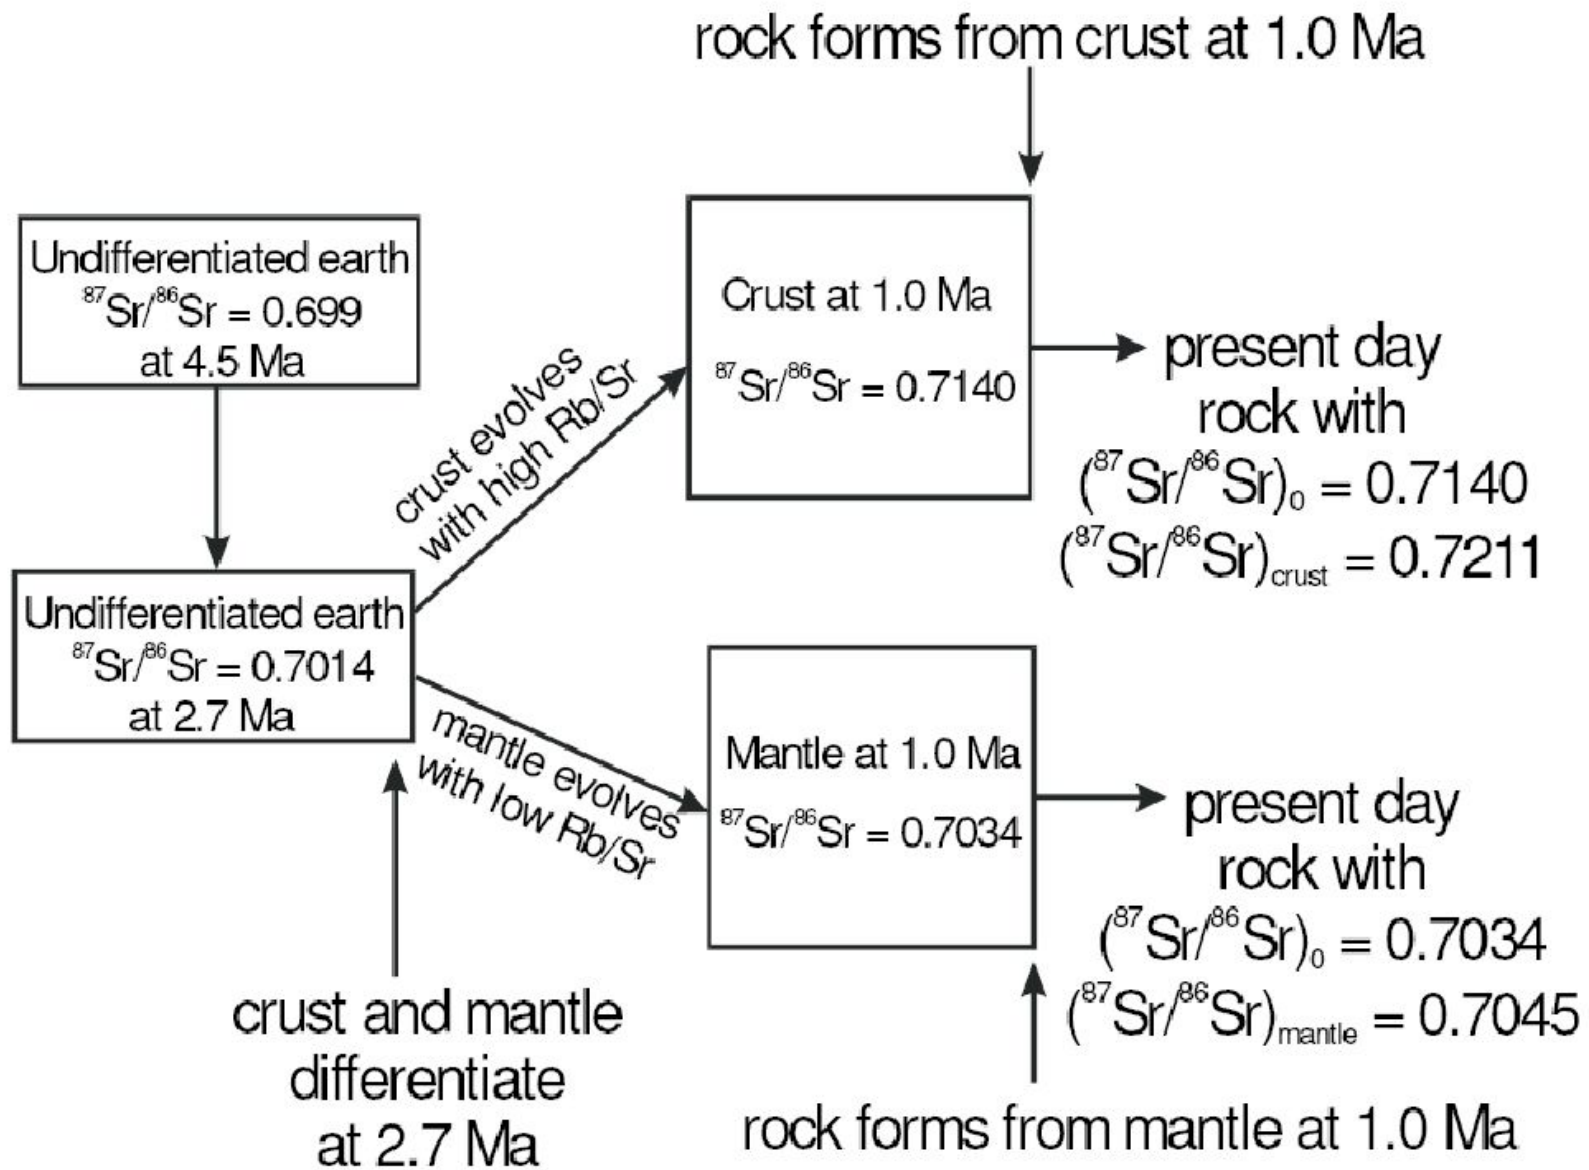 rock forms from crust at 1.0 Ma
Undifferentiated earth
⁸⁷Sr/⁸⁶Sr = 0.699
at 4.5 Ma
crust evolves
with high Rb/Sr
Crust at 1.0 Ma
⁸⁷Sr/⁸⁶Sr = 0.7140
present day
rock with
(⁸⁷Sr/⁸⁶Sr)₀ = 0.7140
(⁸⁷Sr/⁸⁶Sr)crust = 0.7211
Undifferentiated earth
⁸⁷Sr/⁸⁶Sr = 0.7014
at 2.7 Ma
mantle evolves
with low Rb/Sr
Mantle at 1.0 Ma
⁸⁷Sr/⁸⁶Sr = 0.7034
present day
rock with
(⁸⁷Sr/⁸⁶Sr)₀ = 0.7034
(⁸⁷Sr/⁸⁶Sr)mantle = 0.7045
crust and mantle
differentiate
at 2.7 Ma
rock forms from mantle at 1.0 Ma